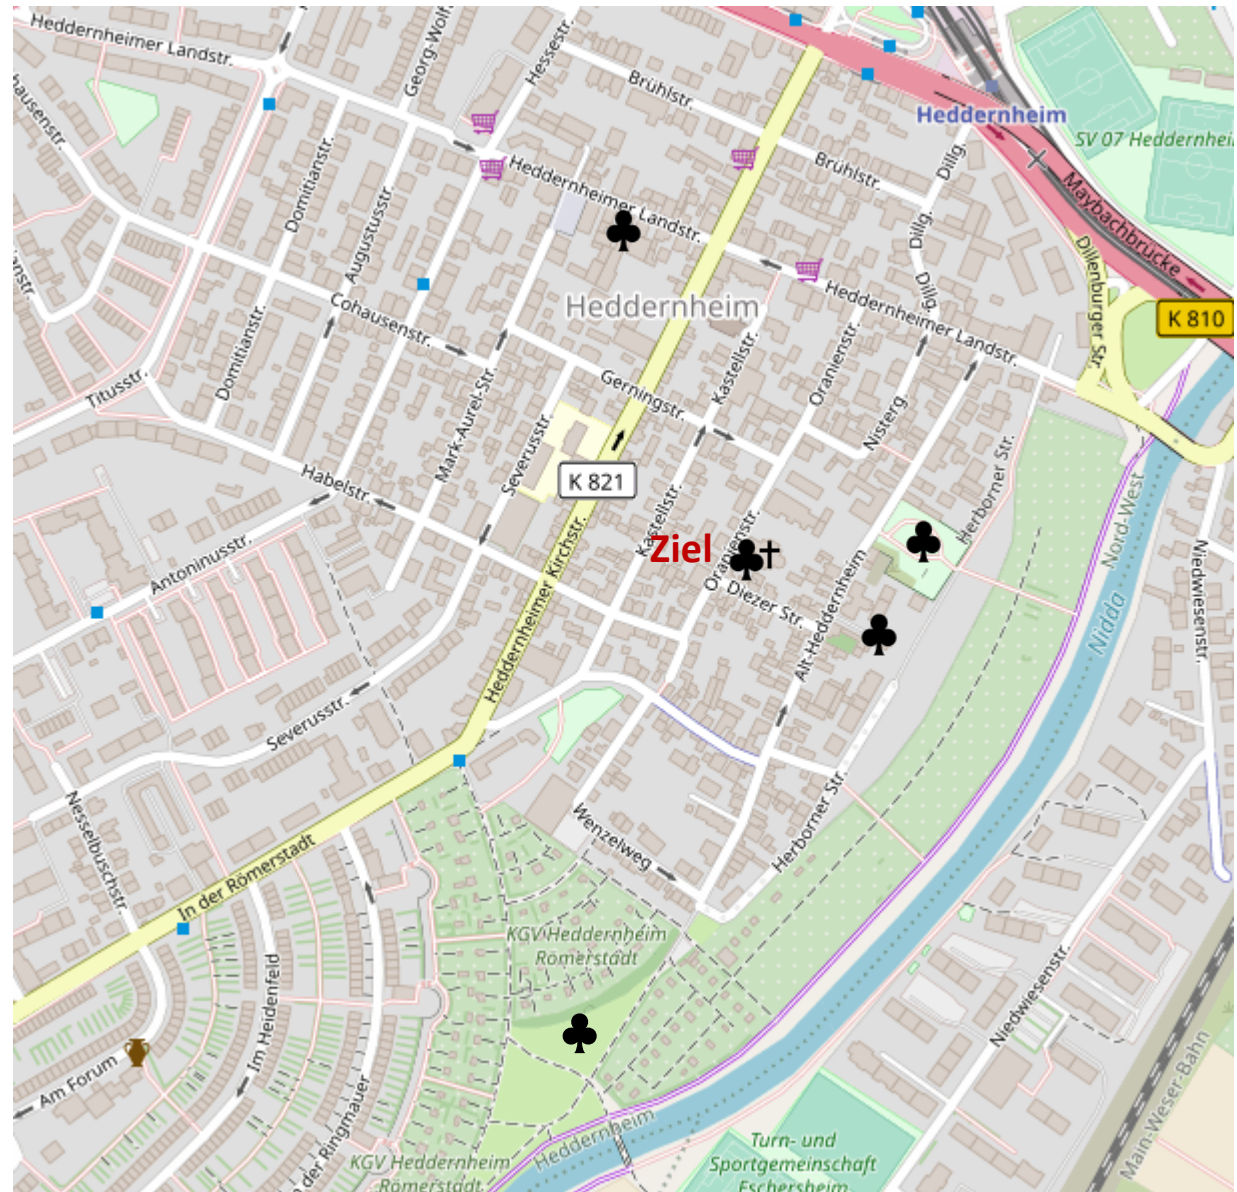 Heddernheimer Landstr.
Georg-Wolf
Hessestr.
Brühlstr.
Heddernheim
SV 07 Heddernhei
hausenstr.
Domitianstr.
Augustusstr.
Heddernheimer Landstr.
Brühlstr.
Dillg.
Maybachbrücke
Dillg.
Dillenburger Str.
Heddernheim
Dillg.
Heddernheimer Landstr.
K 810
Cohausenstr.
Domitianstr.
Titusstr.
Mark-Aurel-Str.
Gerningstr.
Kastellstr.
Oranienstr.
Nisterg.
Severusstr.
Habelstr.
K 821
Kastellstr.
Herborner Str.
Nord-West
Antoninusstr.
Ziel
Oranienstr.
Diezer Str.
Alt-Heddernheim
Nidda
Niedwiesenstr.
Heddernheimer Kirchstr.
Severusstr.
Nesselbuschstr.
In der Römerstadt
Wenzelweg
Herborner Str.
KGV Heddernheim
Römerstadt
Im Heidenfeld
Niedwiesenstr.
Am Forum
der Ringmauer
Heddernheim
KGV Heddernheim
Römerstadt
Turn- und
Sportgemeinschaft
Eschersheim
Main-Weser-Bahn